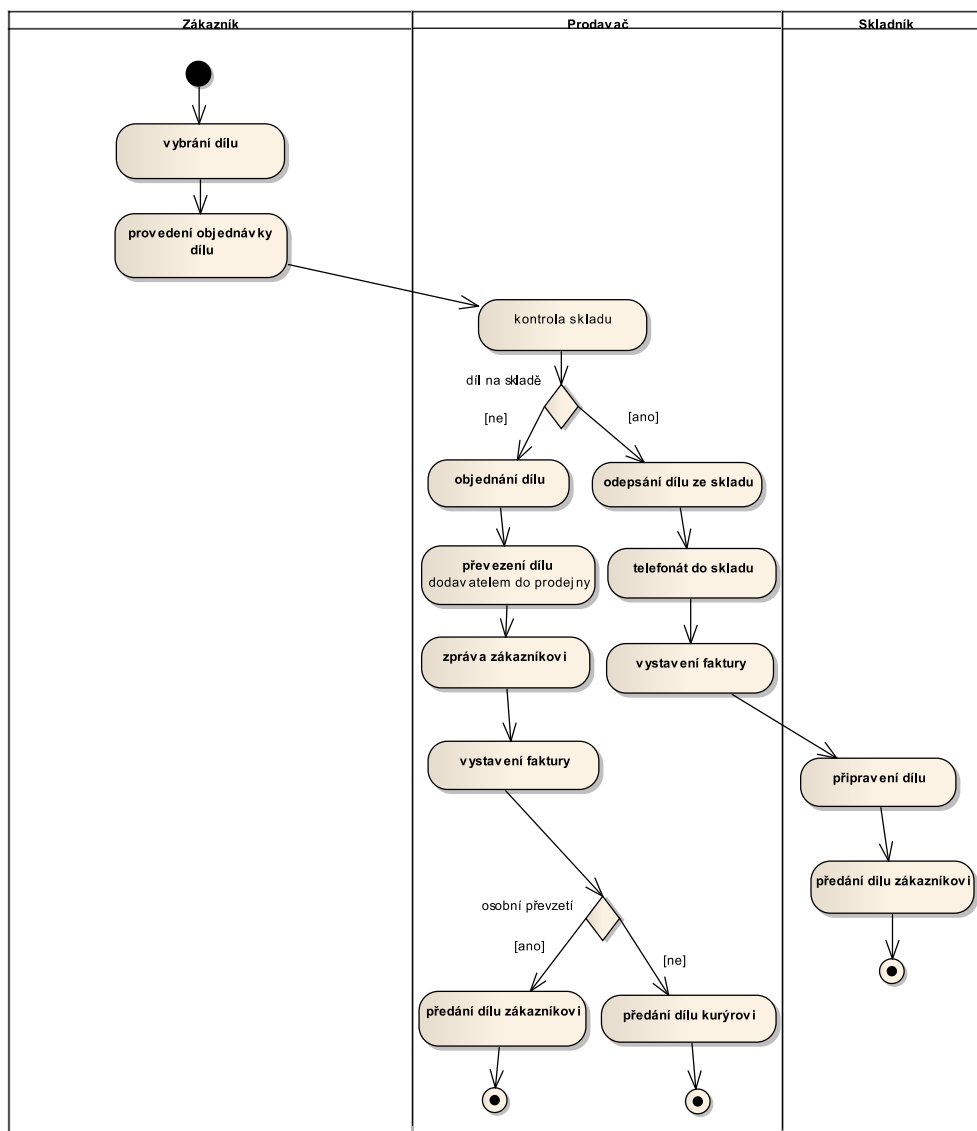 Zákazník
Prodavač
Skladník
vybrání dílu
provedení objednávky
dílu
kontrola skladu
díl na skladě
[ne]
[ano]
objednání dílu
odepsání dílu ze skladu
převezení dílu
dodavatelem do prodejny
telefonát do skladu
zpráva zákazníkovi
vystavení faktury
vystavení faktury
připravení dílu
předání dilu zákazníkovi
osobní převzetí
[ano]
[ne]
předání dílu zákazníkovi
předání dílu kurýrovi